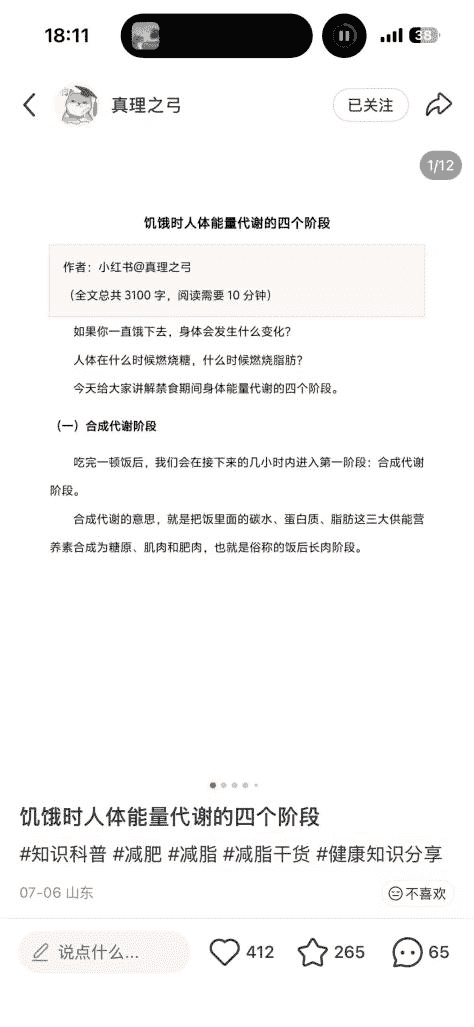 18:11
38
真理之弓
已关注
1/12
饥饿时人体能量代谢的四个阶段
作者：小红书@真理之弓
（全文总共 3100 字，阅读需要 10 分钟）
如果你一直饿下去，身体会发生什么变化？
人体在什么时候燃烧糖，什么时候燃烧脂肪？
今天给大家讲解禁食期间身体能量代谢的四个阶段。
（一）合成代谢阶段
吃完一顿饭后，我们会在接下来的几小时内进入第一阶段：合成代谢
阶段。
合成代谢的意思，就是把饭里面的碳水、蛋白质、脂肪这三大供能营
养素合成为糖原、肌肉和肥肉，也就是俗称的饭后长肉阶段。
饥饿时人体能量代谢的四个阶段
#知识科普 #减肥 #减脂 #减脂干货 #健康知识分享
07-06 山东
不喜欢
说点什么...
412
265
65